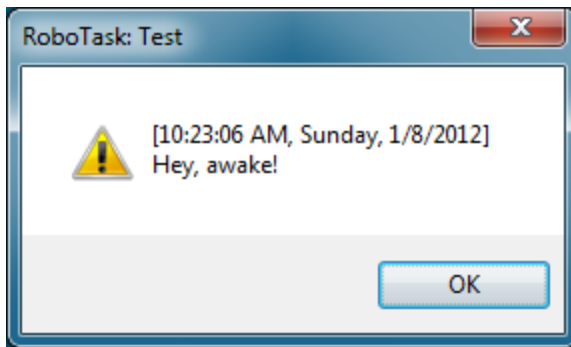 RoboTask: Test
[10:23:06 AM, Sunday, 1/8/2012]
Hey, awake!
OK